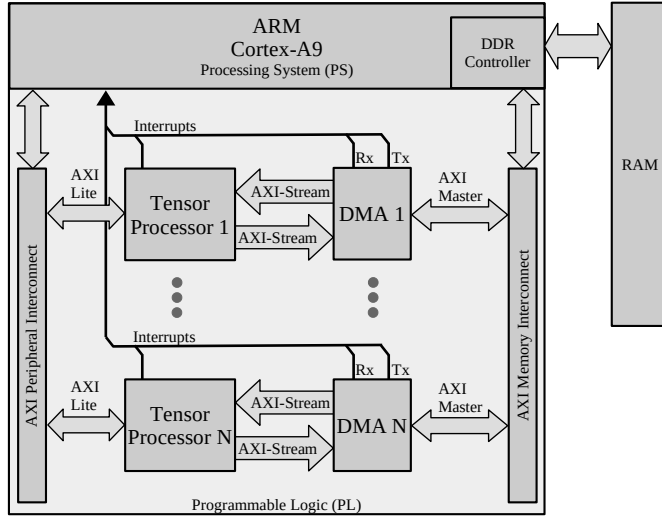 ARM
Cortex-A9
Processing System (PS)
DDR
Controller
RAM
Interrupts
Rx
Tx
AXI
Lite
Tensor
Processor 1
AXI-Stream
AXI-Stream
DMA 1
AXI
Master
AXI Peripheral Interconnect
AXI Memory Interconnect
Interrupts
Rx
Tx
AXI
Lite
Tensor
Processor N
AXI-Stream
AXI-Stream
DMA N
AXI
Master
Programmable Logic (PL)